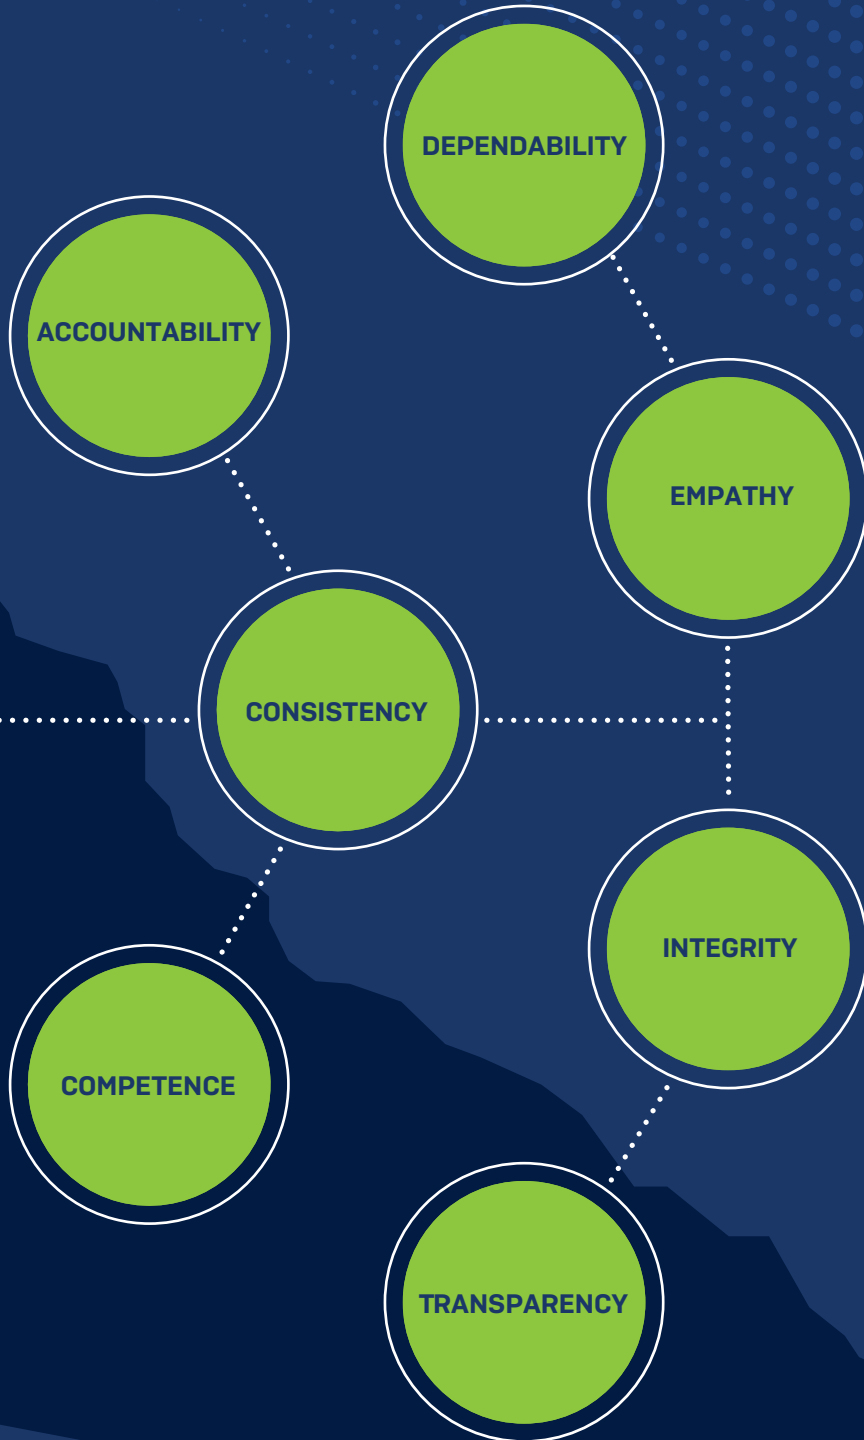 DEPENDABILITY
ACCOUNTABILITY
EMPATHY
CONSISTENCY
INTEGRITY
COMPETENCE
TRANSPARENCY